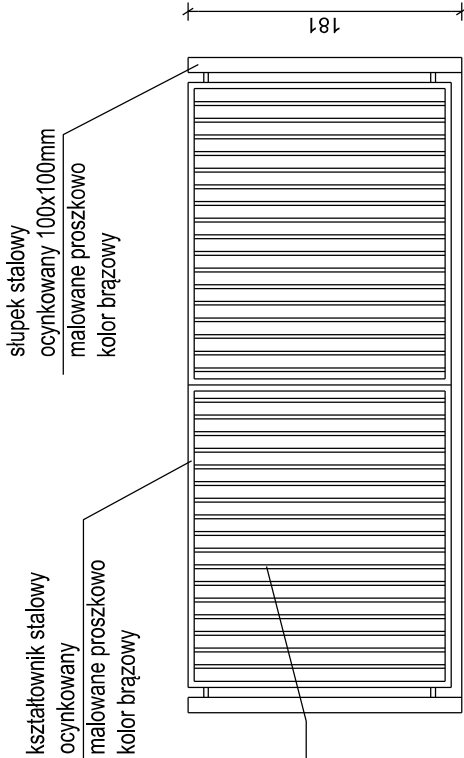 słupek stalowy
ocynkowany 100x100mm
malowane proszkowo
kolor brązowy
kształtownik stalowy
ocynkowany
malowane proszkowo
kolor brązowy
181